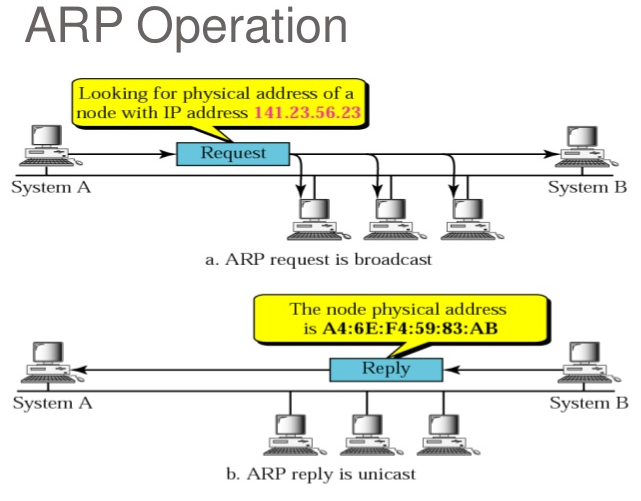 ARP Operation
Looking for physical address of a
node with IP address 141.23.56.23
Request
System A
System B
a. ARP request is broadcast
The node physical address
is A4:6E:F4:59:83:AB
Reply
System A
System B
b. ARP reply is unicast